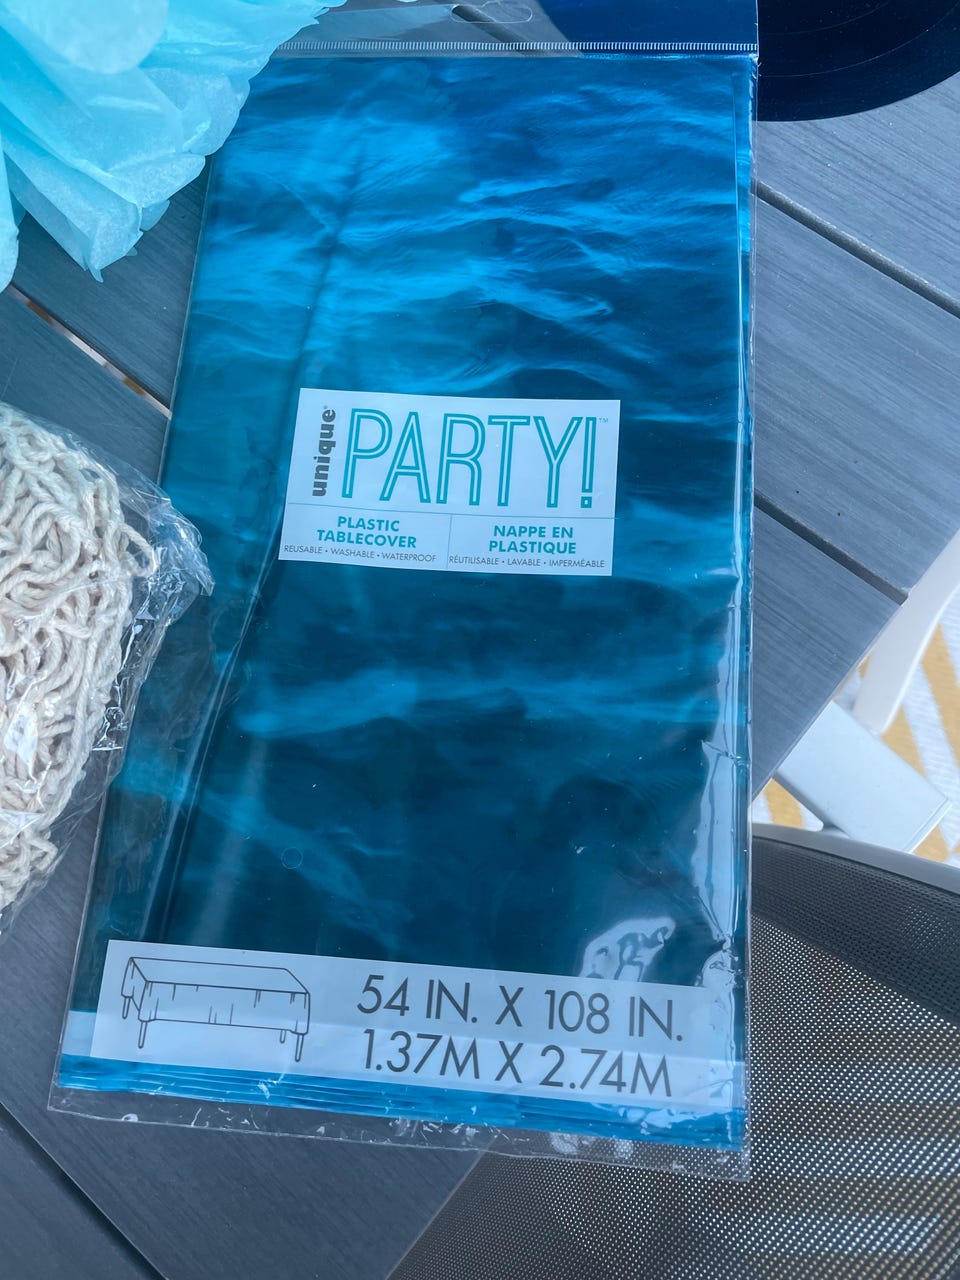 unique®
PARTY!™
PLASTIC
TABLECOVER
REUSABLE • WASHABLE • WATERPROOF
NAPPE EN
PLASTIQUE
RÉUTILISABLE • LAVABLE • IMPERMÉABLE
54 IN. X 108 IN.
1.37M X 2.74M